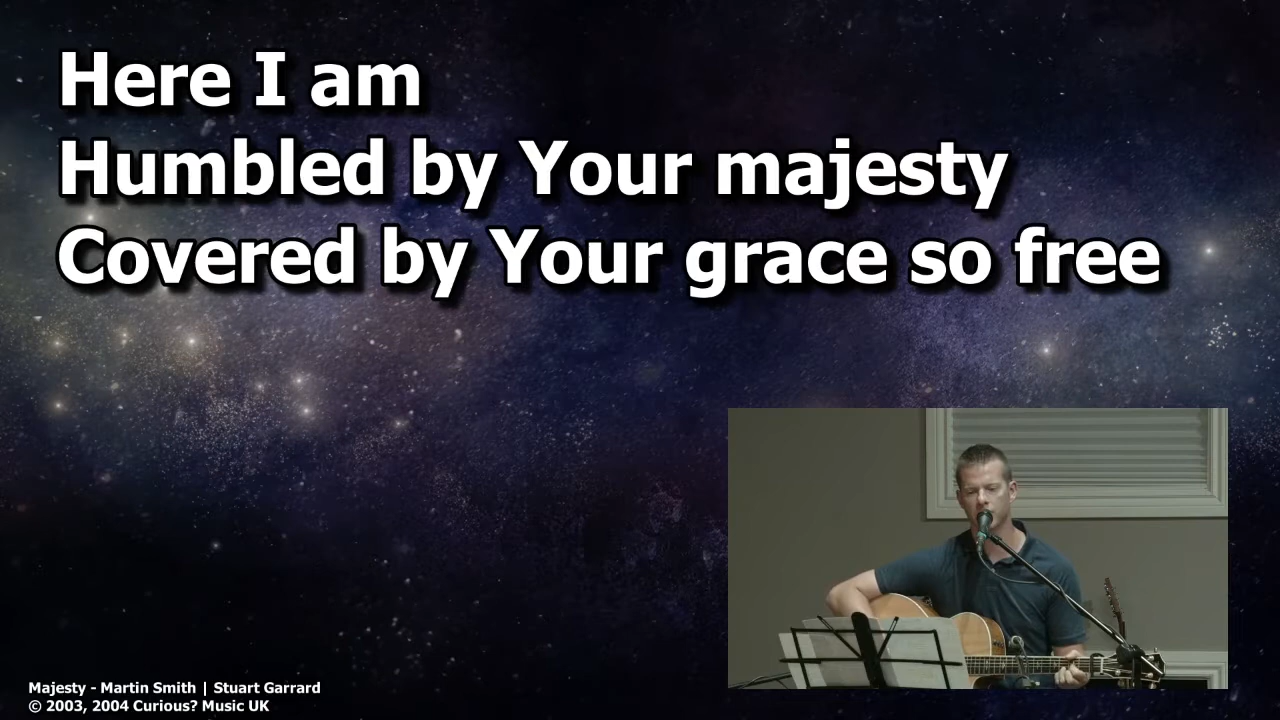 Here I am
Humbled by Your majesty
Covered by Your grace so free
Majesty - Martin Smith | Stuart Garrard
© 2003, 2004 Curious? Music UK